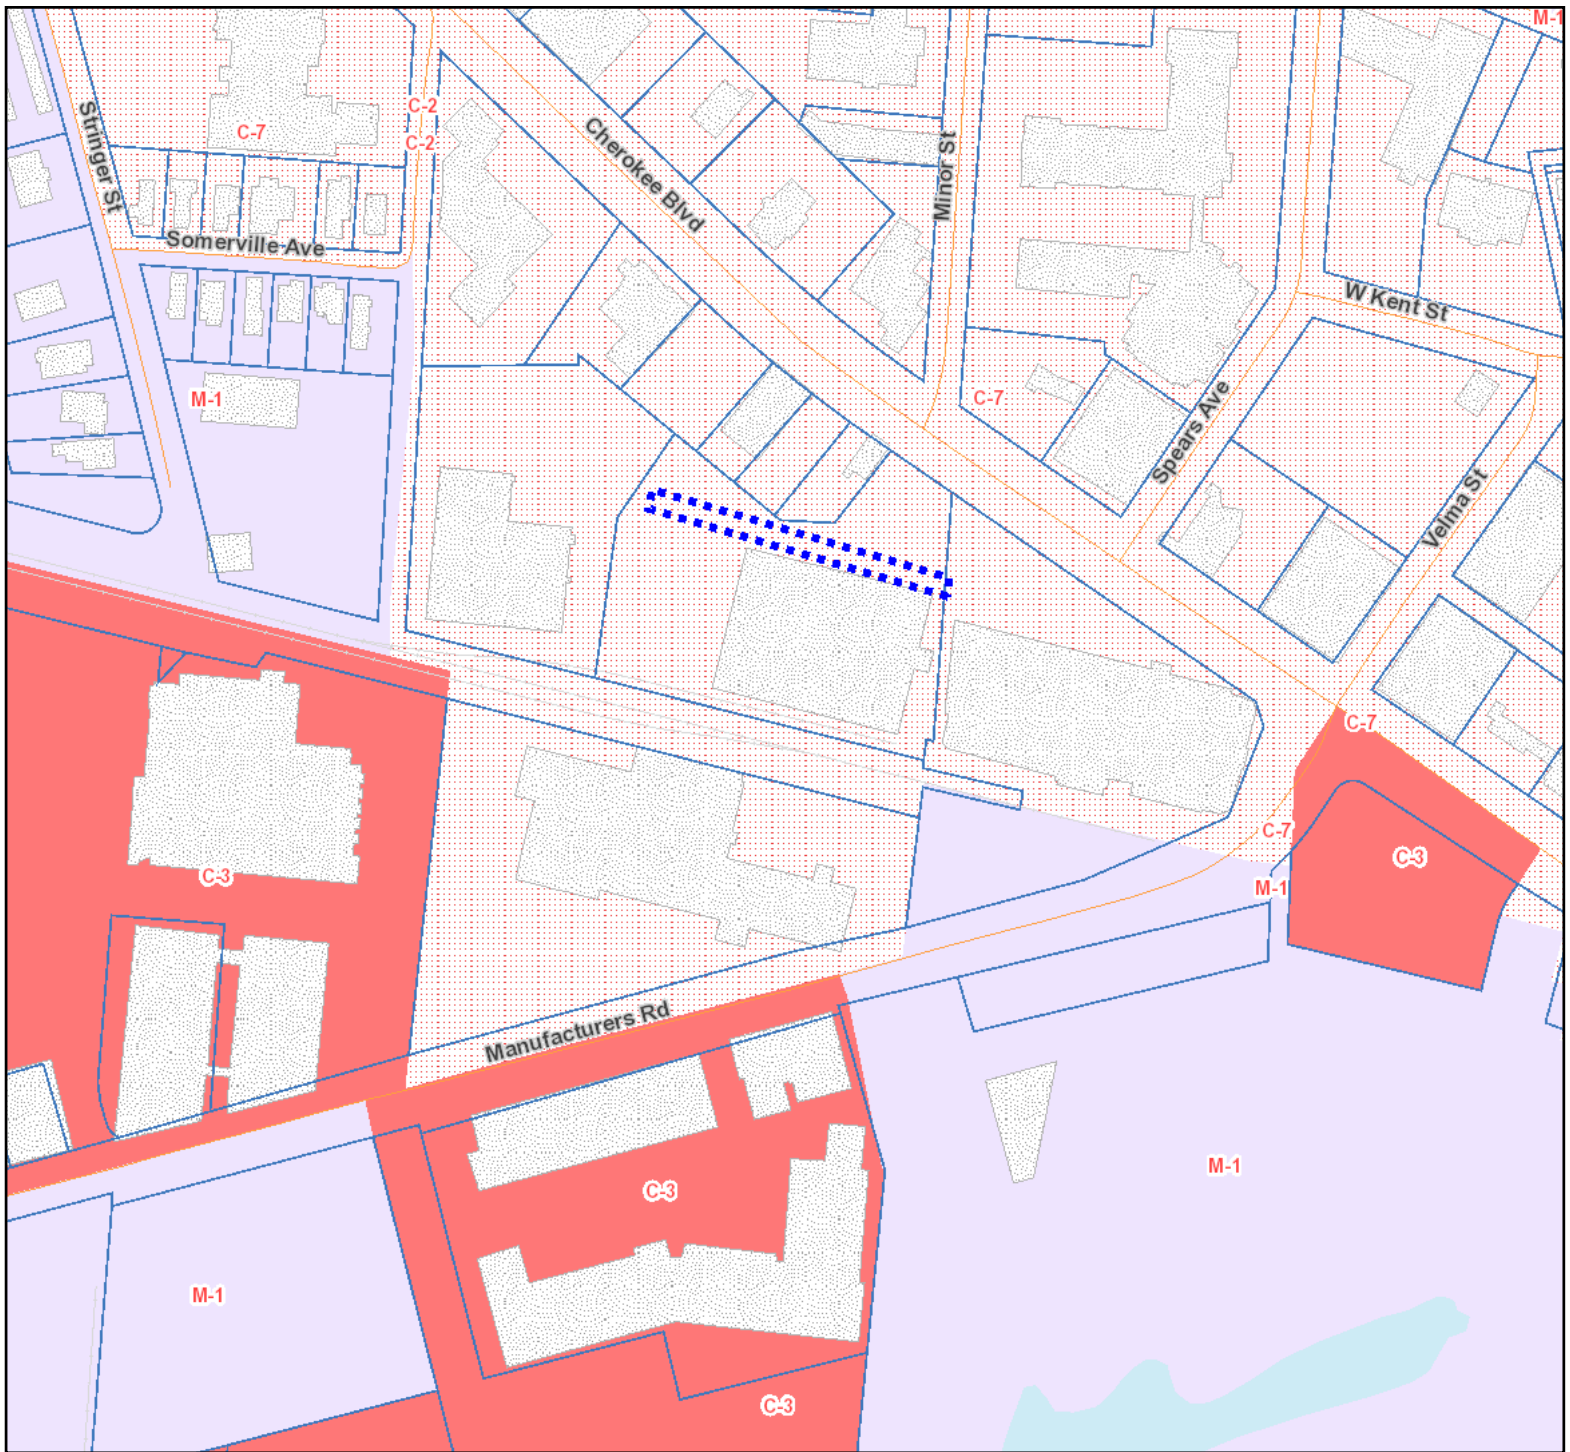 M-1
C-2
C-7
C-2
Stringer St
Cherokee Blvd
Minor St
Somerville Ave
W Kent St
M-1
C-7
Spears Ave
Velma St
C-7
C-7
C-3
C-3
M-1
Manufacturers Rd
M-1
C-3
M-1
C-3